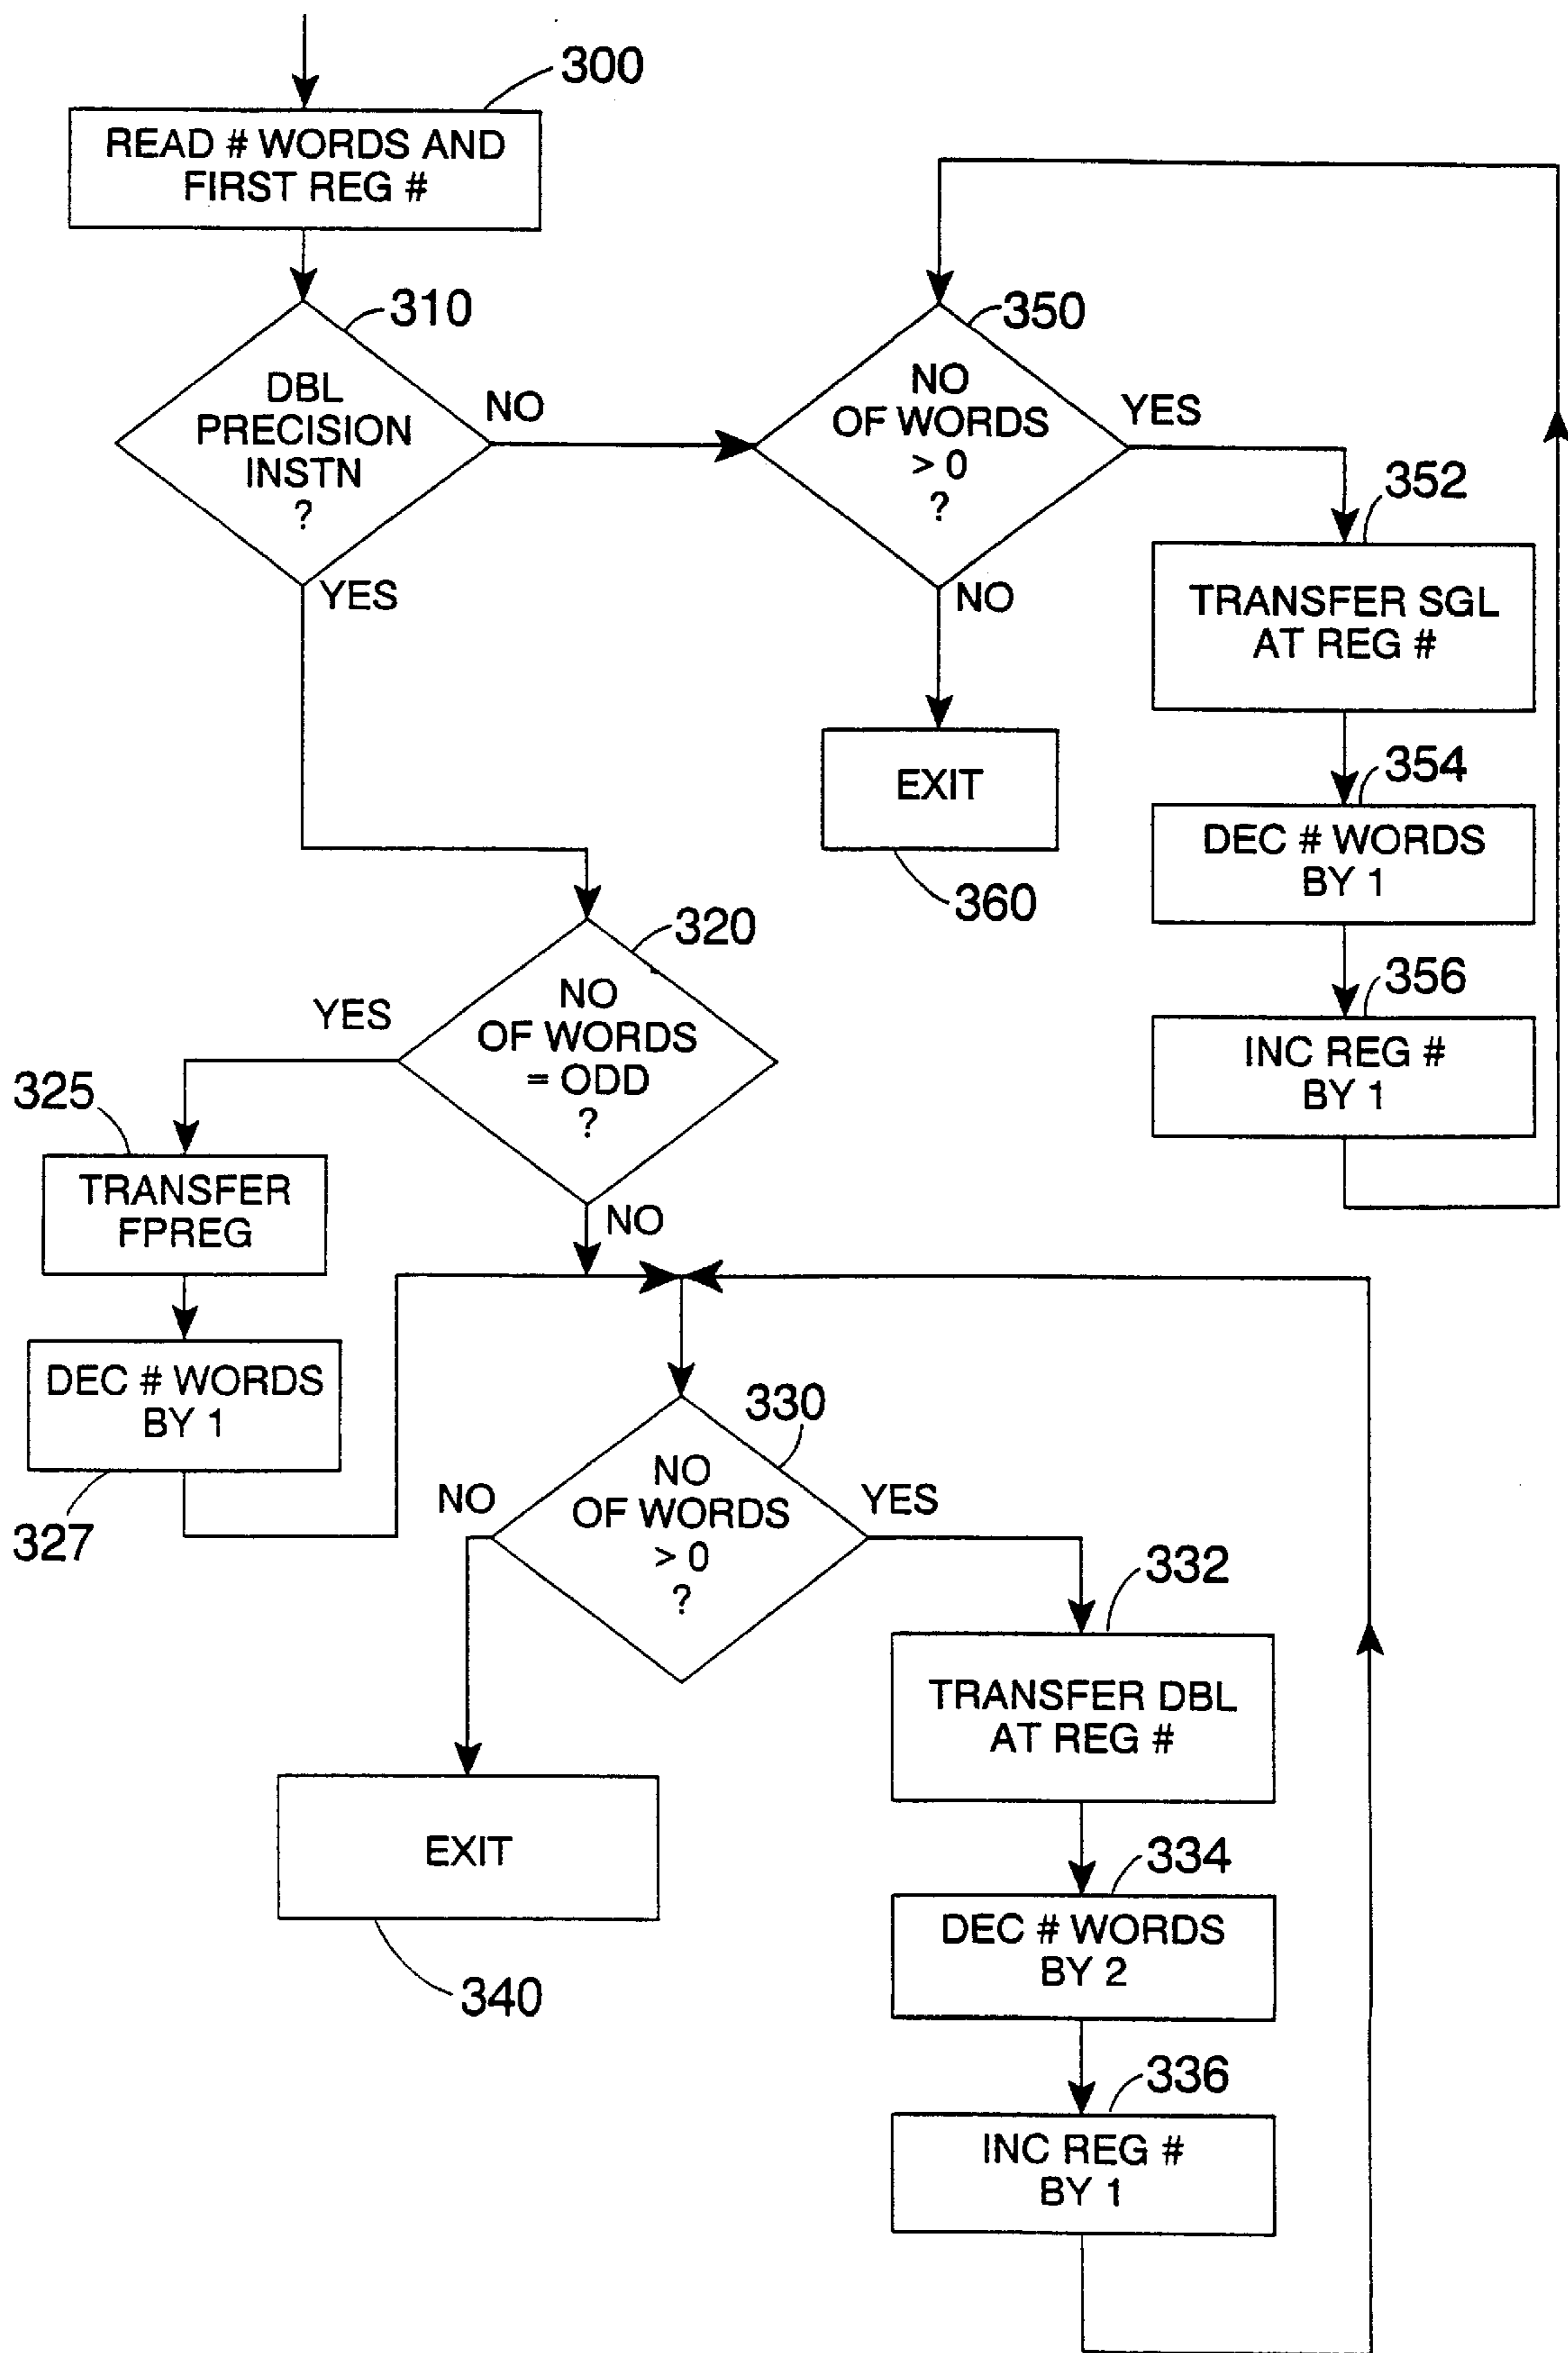 300
READ # WORDS AND
FIRST REG #
310
DBL
PRECISION
INSTN
?
NO
YES
350
NO
OF WORDS
> 0
?
YES
NO
352
TRANSFER SGL
AT REG #
354
DEC # WORDS
BY 1
356
INC REG #
BY 1
EXIT
360
320
NO
OF WORDS
= ODD
?
YES
NO
325
TRANSFER
FPREG
DEC # WORDS
BY 1
327
330
NO
OF WORDS
> 0
?
NO
YES
332
TRANSFER DBL
AT REG #
334
DEC # WORDS
BY 2
336
INC REG #
BY 1
EXIT
340